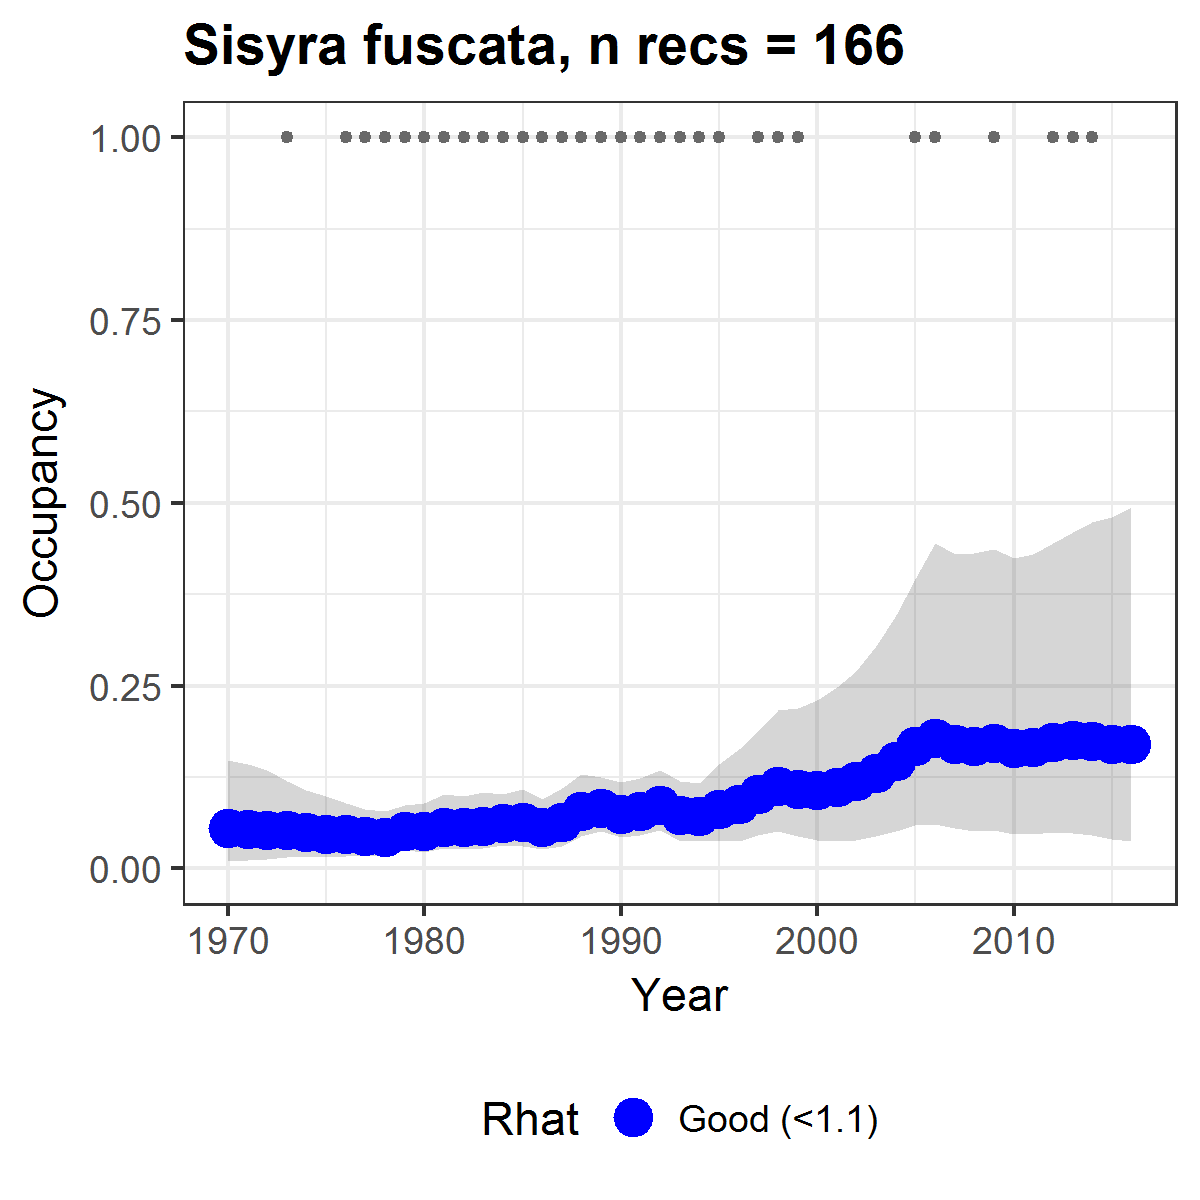 Sisyra fuscata, n recs = 166
1.00
0.75
0.50
0.25
0.00
Occupancy
1970 1980 1990 2000 2010
Year
Rhat Good (<1.1)